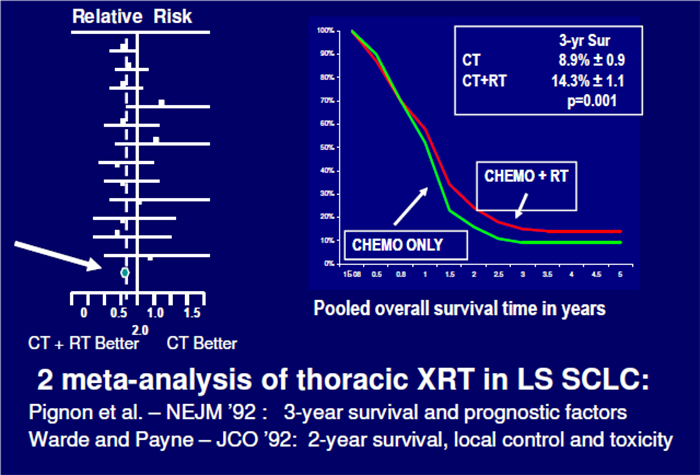 Relative Risk
0 0.5 1.0 1.5
2.0
CT + RT Better CT Better
100%
90%
80%
70%
60%
50%
40%
30%
20%
10%
0%
3-yr Sur
CT 8.9% ± 0.9
CT+RT 14.3% ± 1.1
p=0.001
CHEMO + RT
CHEMO ONLY
0.5 0.8 1 1.5 2 2.5 3 3.5 4 4.5 5
Pooled overall survival time in years
2 meta-analysis of thoracic XRT in LS SCLC:
Pignon et al. – NEJM '92 : 3-year survival and prognostic factors
Warde and Payne – JCO '92: 2-year survival, local control and toxicity